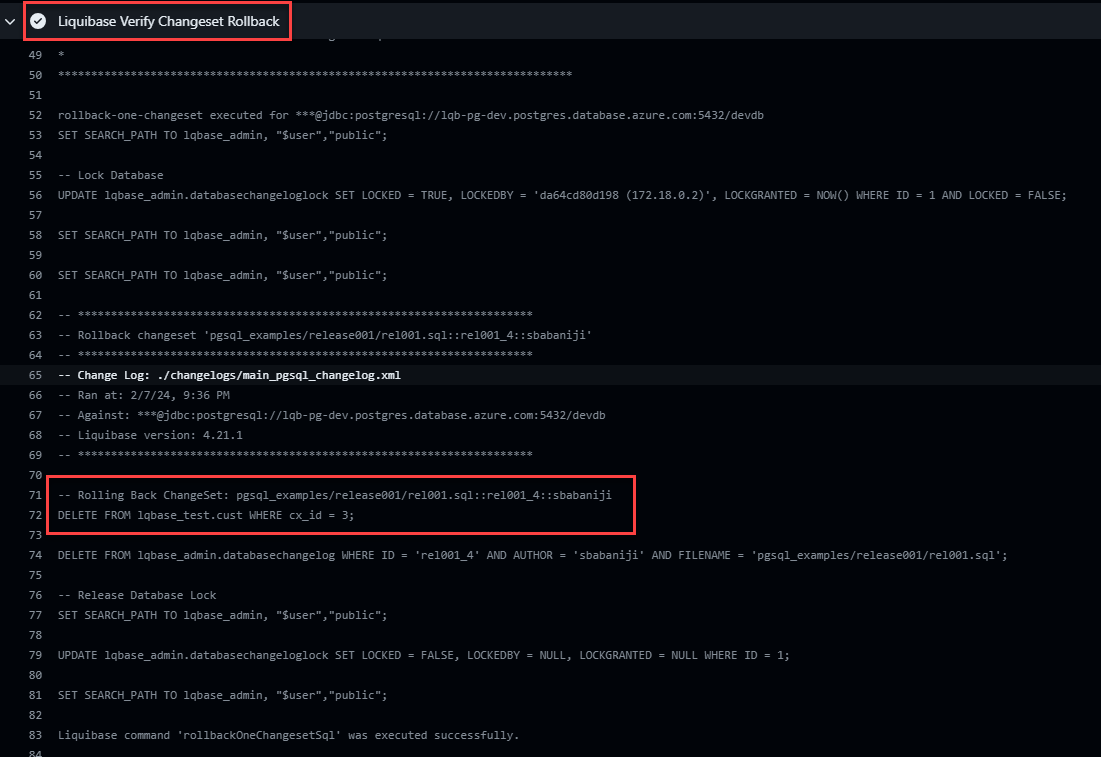 Liquibase Verify Changeset Rollback
49 *
50 ******************************************************************************
51
52 rollback-one-changeset executed for ***@jdbc:postgresql://lqb-pg-dev.postgres.database.azure.com:5432/devdb
53 SET SEARCH_PATH TO lqbase_admin, "$user","public";
54
55 -- Lock Database
56 UPDATE lqbase_admin.databasechangeloglock SET LOCKED = TRUE, LOCKEDBY = 'da64cd80d198 (172.18.0.2)', LOCKGRANTED = NOW() WHERE ID = 1 AND LOCKED = FALSE;
57
58 SET SEARCH_PATH TO lqbase_admin, "$user","public";
59
60 SET SEARCH_PATH TO lqbase_admin, "$user","public";
61
62 -- *********************************************************************
63 -- Rollback changeset 'pgsql_examples/release001/rel001.sql::rel001_4::sbabaniji'
64 -- *********************************************************************
65 -- Change Log: ./changelogs/main_pgsql_changelog.xml
66 -- Ran at: 2/7/24, 9:36 PM
67 -- Against: ***@jdbc:postgresql://lqb-pg-dev.postgres.database.azure.com:5432/devdb
68 -- Liquibase version: 4.21.1
69 -- *********************************************************************
70
71 -- Rolling Back ChangeSet: pgsql_examples/release001/rel001.sql::rel001_4::sbabaniji
72 DELETE FROM lqbase_test.cust WHERE cx_id = 3;
73
74 DELETE FROM lqbase_admin.databasechangelog WHERE ID = 'rel001_4' AND AUTHOR = 'sbabaniji' AND FILENAME = 'pgsql_examples/release001/rel001.sql';
75
76 -- Release Database Lock
77 SET SEARCH_PATH TO lqbase_admin, "$user","public";
78
79 UPDATE lqbase_admin.databasechangeloglock SET LOCKED = FALSE, LOCKEDBY = NULL, LOCKGRANTED = NULL WHERE ID = 1;
80
81 SET SEARCH_PATH TO lqbase_admin, "$user","public";
82
83 Liquibase command 'rollbackOneChangesetSql' was executed successfully.
84